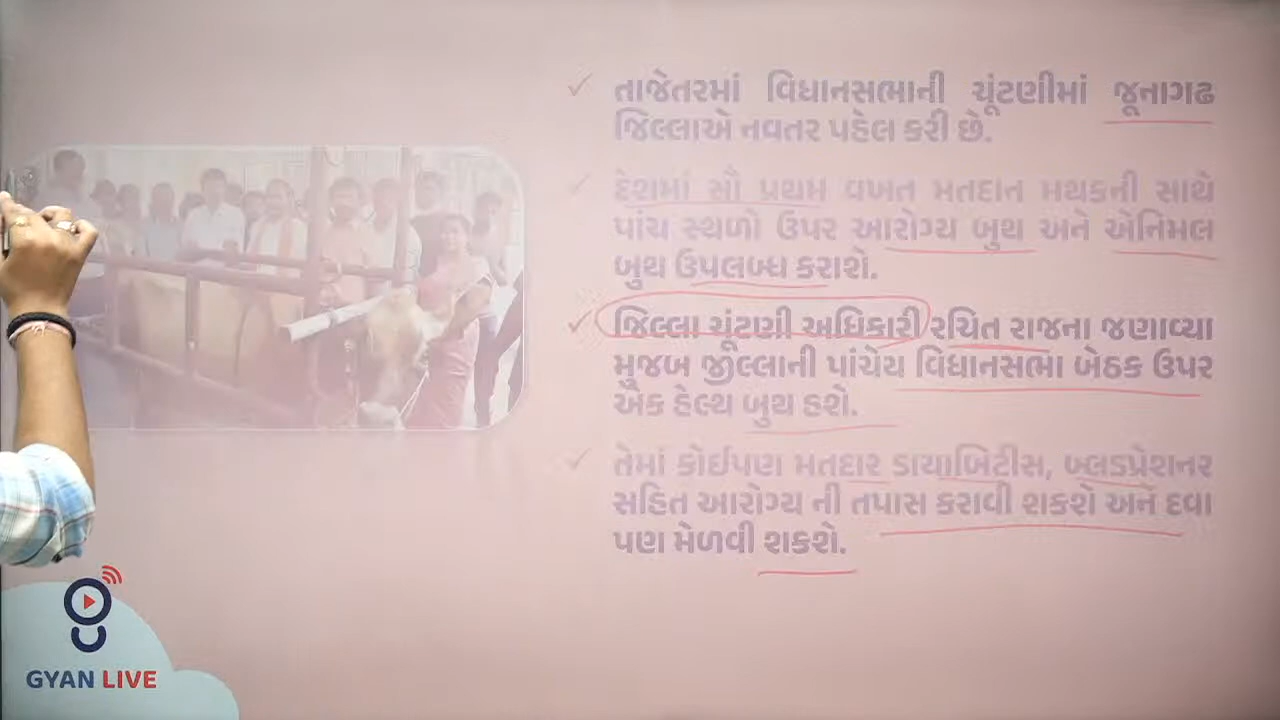 તાજેતરમાં વિધાનસભાની ચૂંટણીમાં જૂનાગઢ
જિલ્લાએ નવતર પહેલ કરી છે.
દેશમાં સૌ પ્રથમ વખત મતદાન મથકની સાથે
પાંચ સ્થળો ઉપર આરોગ્ય બુથ અને એનિમલ
બુથ ઉપલબ્ધ કરાશે.
જિલ્લા ચૂંટણી અધિકારી રચિત રાજના જણાવ્યા
મુજબ જીલ્લાની પાંચેય વિધાનસભા બેઠક ઉપર
એક હેલ્થ બુથ હશે.
તેમાં કોઈપણ મતદાર ડાયાબિટીસ, બ્લડપ્રેશનર
સહિત આરોગ્ય ની તપાસ કરાવી શકશે અને દવા
પણ મેળવી શકશે.
GYAN LIVE